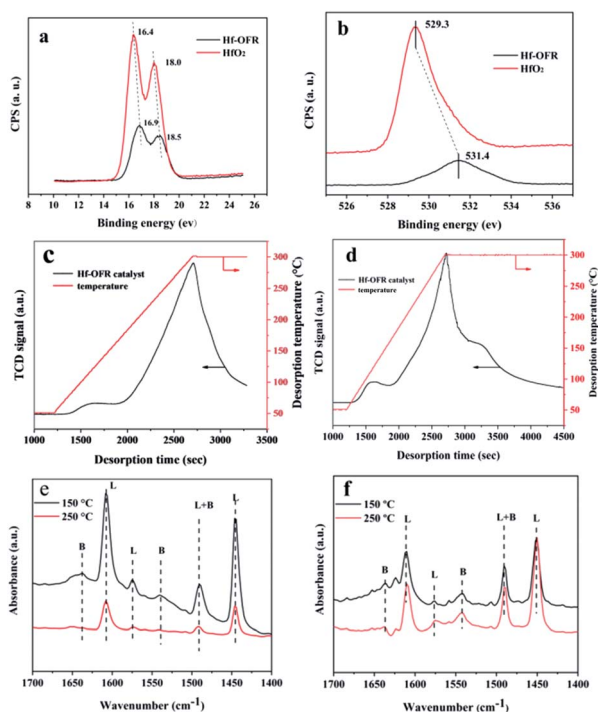 a
16.4
18.0
16.9
18.5
Hf-OFR
HfO₂
CPS (a. u.)
8 10 12 14 16 18 20 22 24 26
Binding energy (ev)
b
529.3
531.4
Hf-OFR
HfO₂
CPS (a. u.)
526 528 530 532 534 536
Binding energy (ev)
c
Hf-OFR catalyst
temperature
TCD signal (a.u.)
Desorption temperature (°C)
300
250
200
150
100
50
1000 1500 2000 2500 3000 3500
Desorption time (sec)
d
Hf-OFR catalyst
temperature
TCD signal (a.u.)
Desorption temperature (°C)
300
250
200
150
100
50
1000 1500 2000 2500 3000 3500 4000 4500
Desorption time (sec)
e
150 °C
250 °C
B
L
L
B
L+B
L
Absorbance (a.u.)
1700 1650 1600 1550 1500 1450 1400
Wavenumber (cm⁻¹)
f
150 °C
250 °C
B
L
L
B
L+B
L
Absorbance (a.u.)
1700 1650 1600 1550 1500 1450 1400
Wavenumber (cm⁻¹)